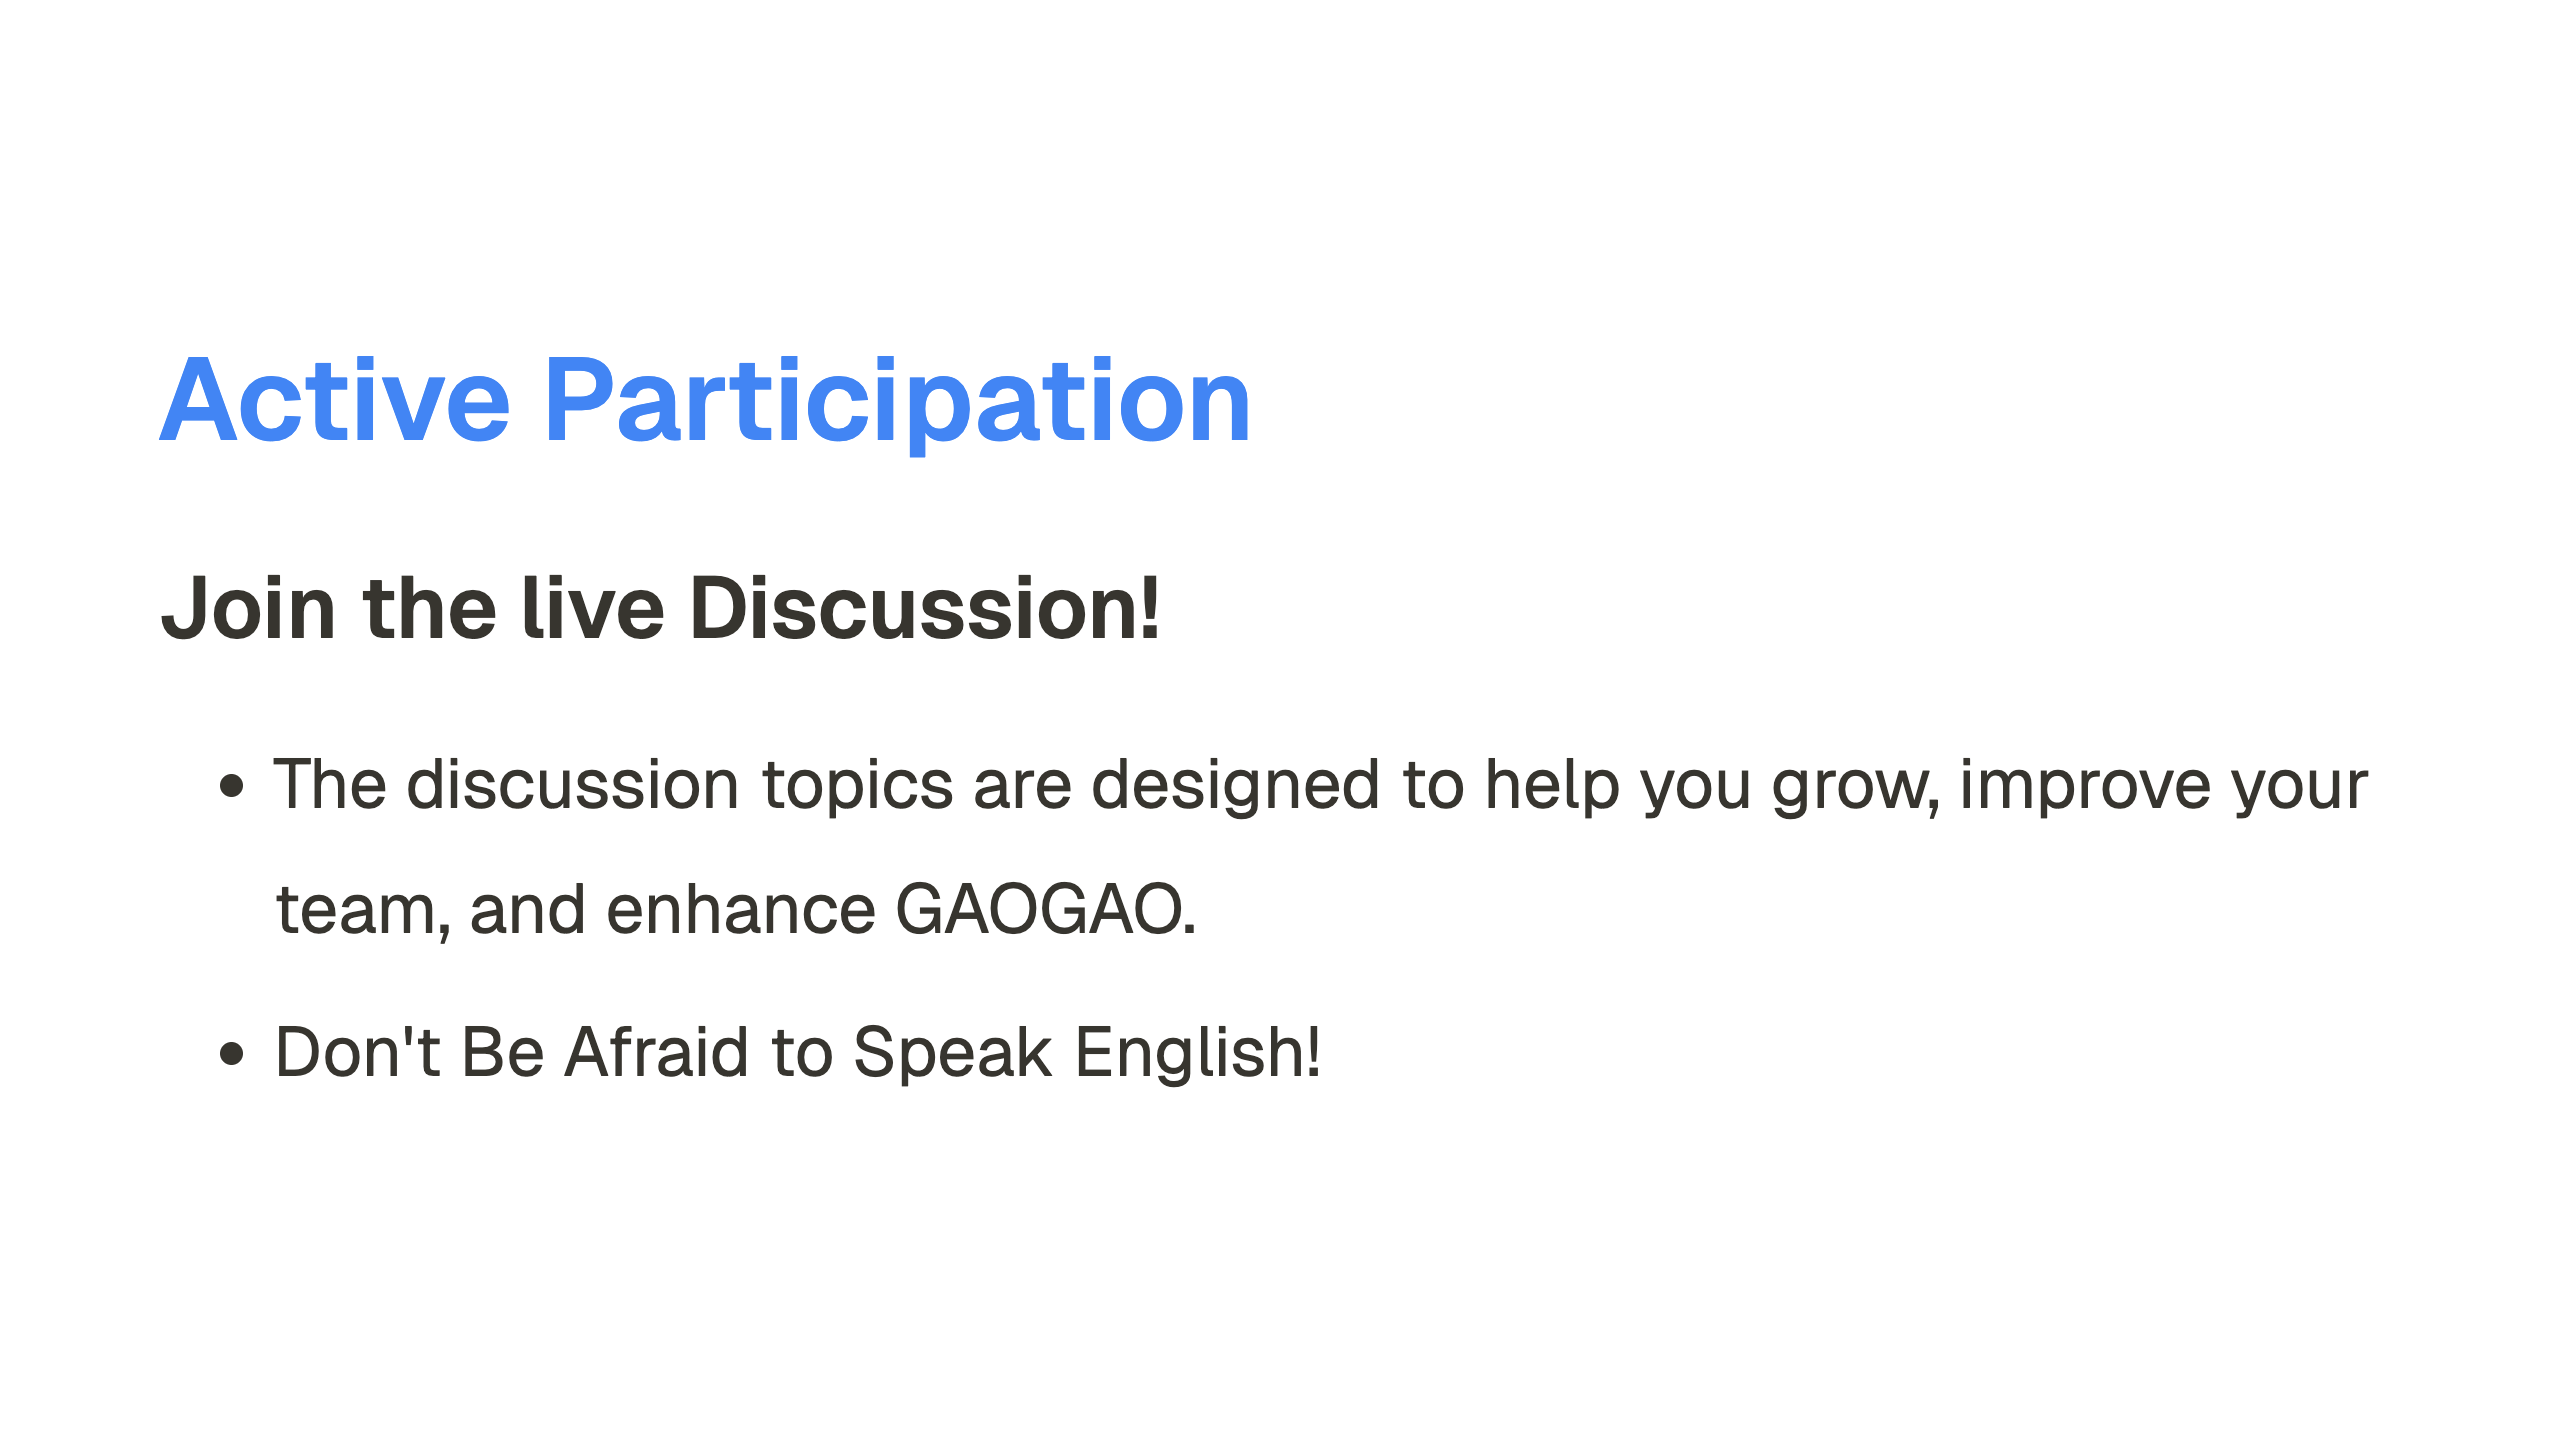 Active Participation
Join the live Discussion!
• The discussion topics are designed to help you grow, improve your
team, and enhance GAOGAO.
• Don't Be Afraid to Speak English!